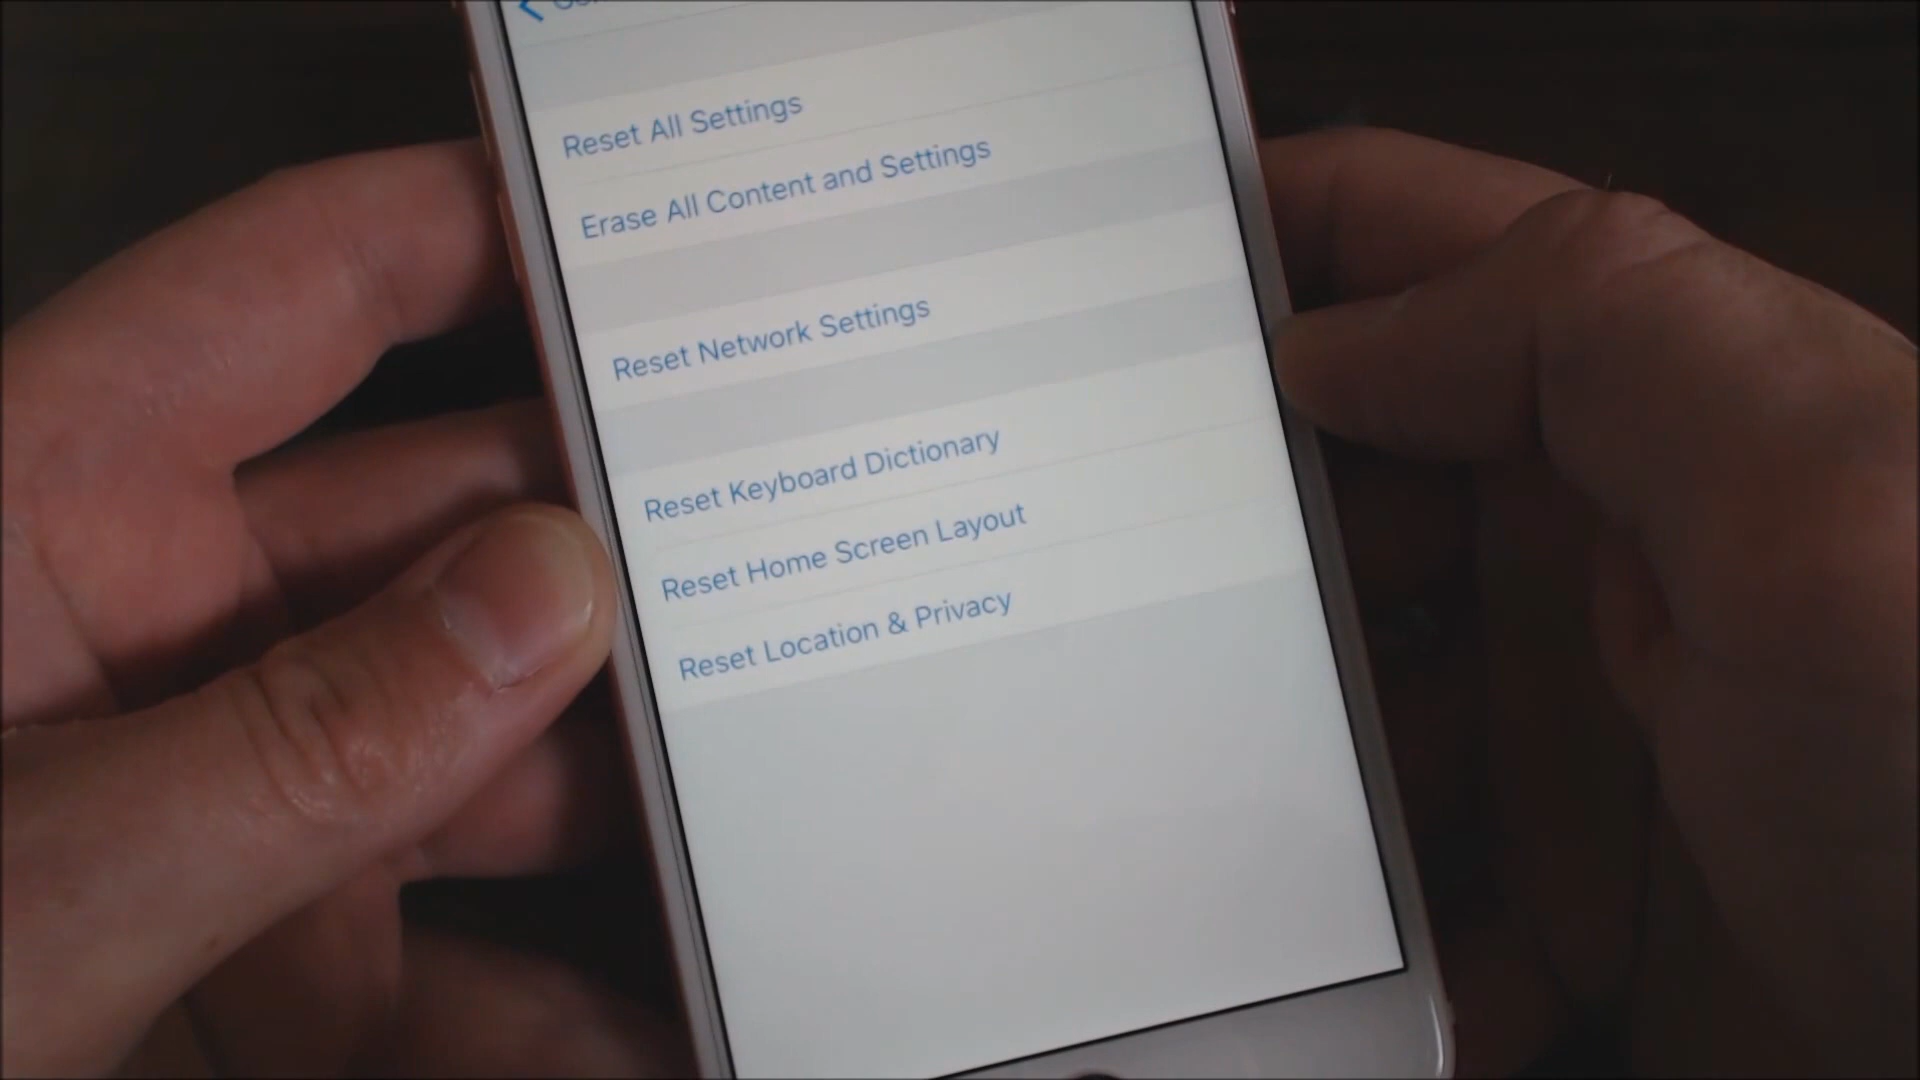 Reset All Settings
Erase All Content and Settings
Reset Network Settings
Reset Keyboard Dictionary
Reset Home Screen Layout
Reset Location & Privacy